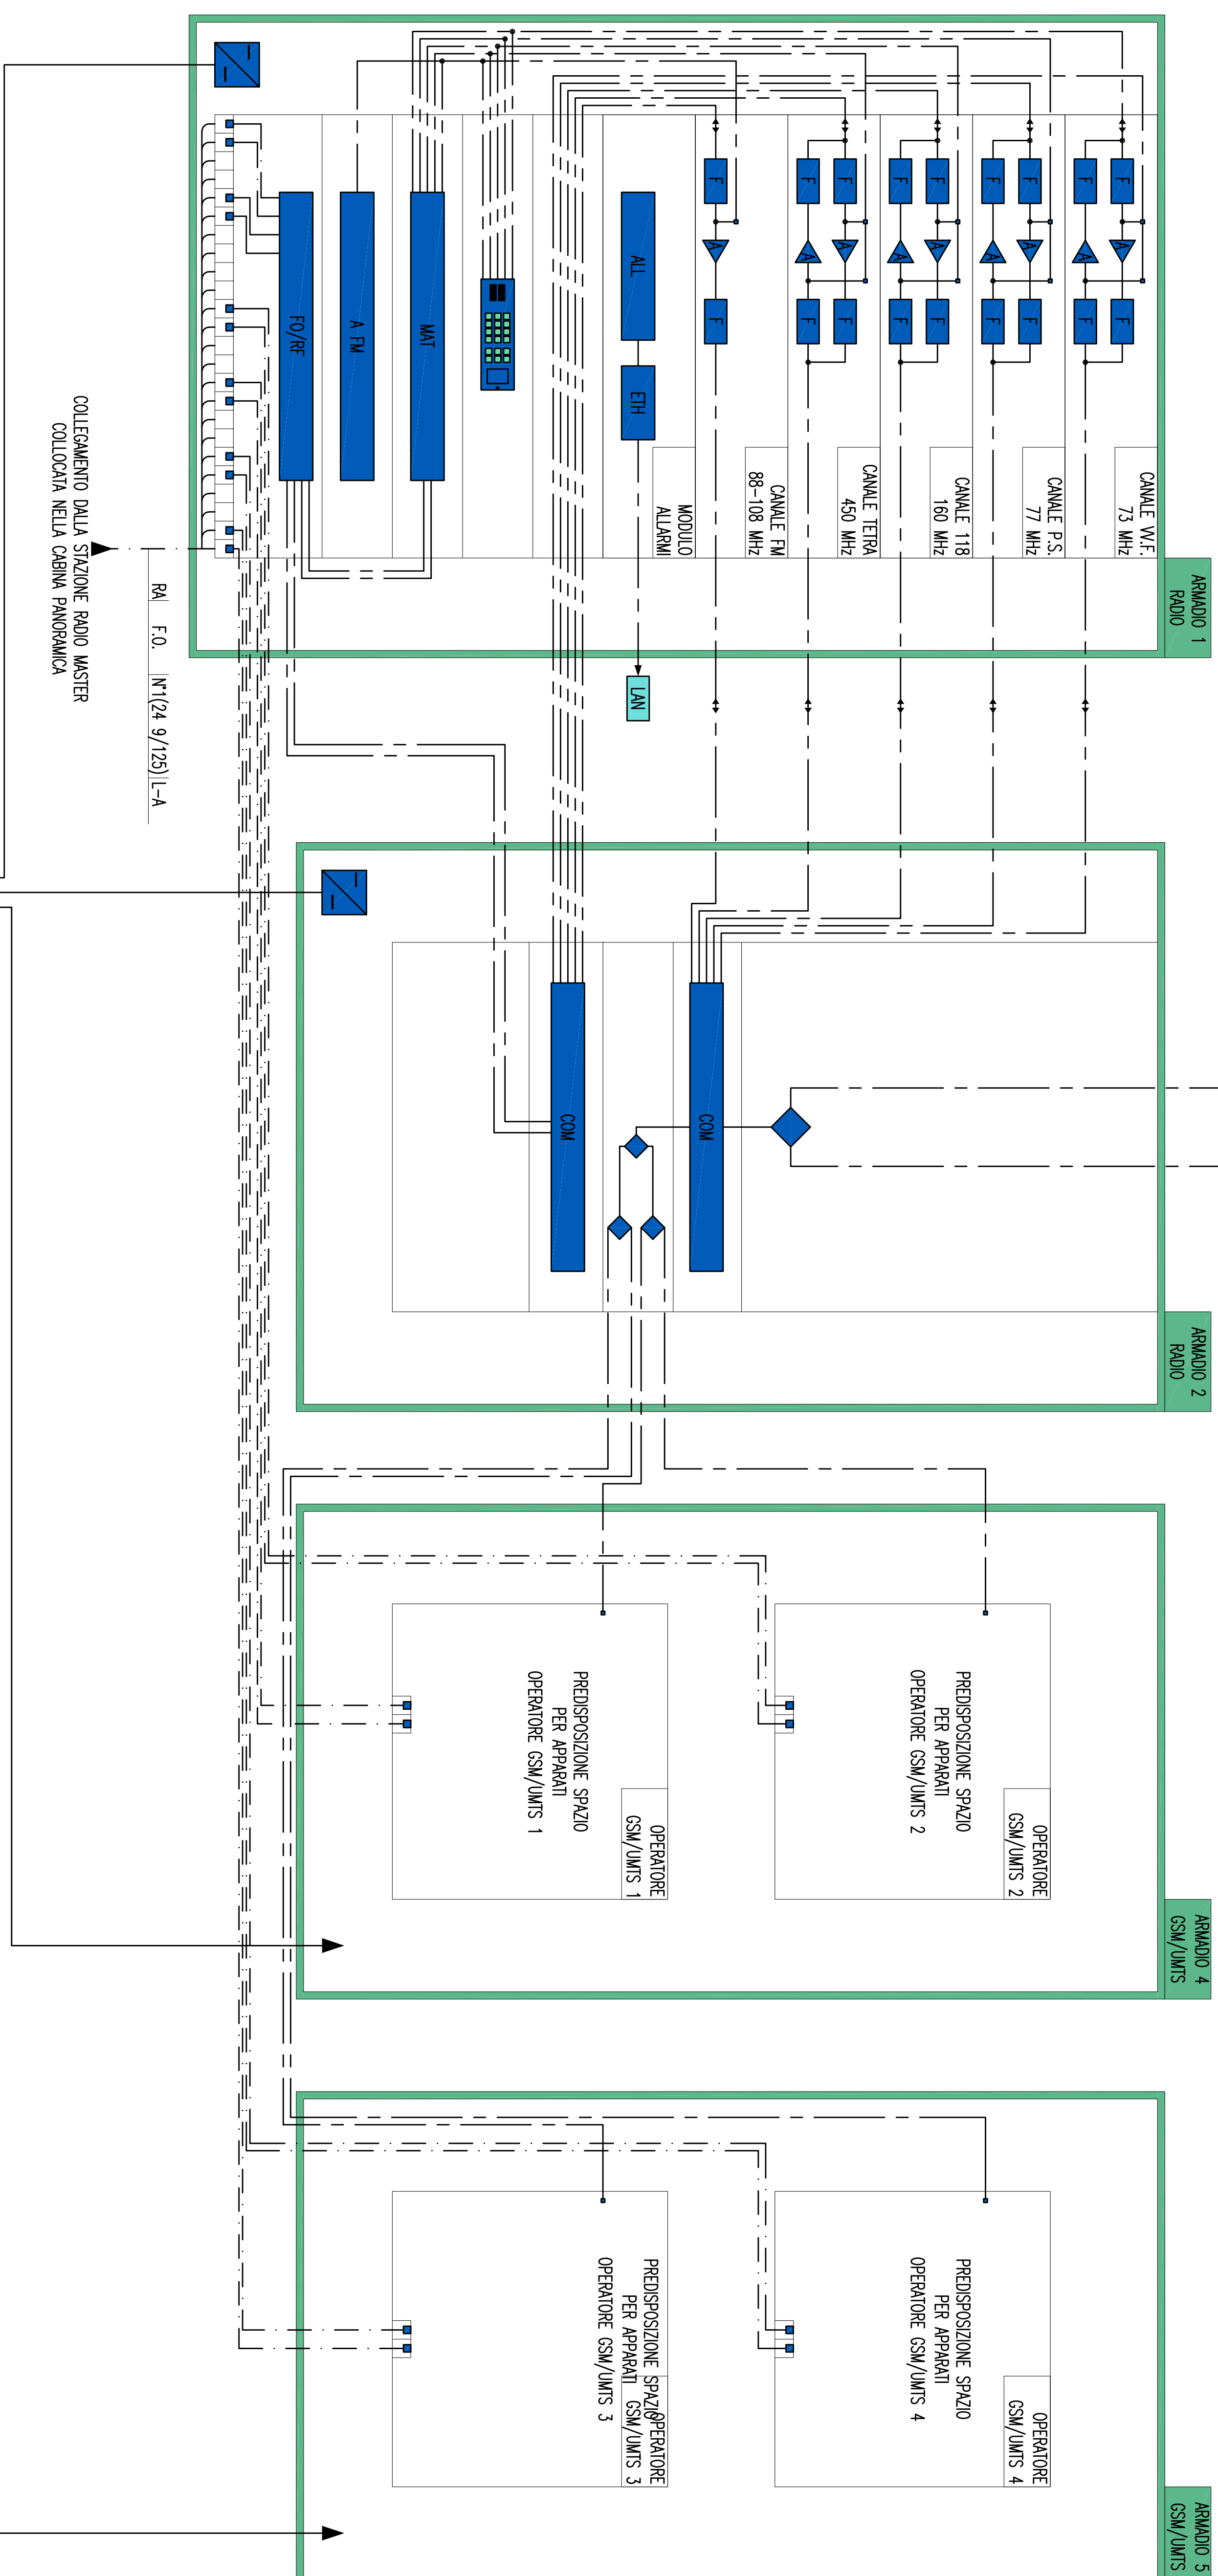 ARMADIO 1
RADIO
CANALE VV.F.
73 MHz
CANALE P.S.
77 MHz
CANALE 118
160 MHz
CANALE TETRA
450 MHz
CANALE FM
88-108 MHz
MODULO
ALLARMI
F
A
F
F
A
F
F
A
F
F
A
F
F
A
F
F
A
F
F
A
F
F
A
F
F
A
F
ALL
ETH
LAN
MAT
A FM
FO/RF
RA F.O. N°1(24 9/125) L-A
COLLEGAMENTO DALLA STAZIONE RADIO MASTER
COLLOCATA NELLA CABINA PANORAMICA
ARMADIO 2
RADIO
COM
COM
ARMADIO 4
GSM/UMTS
OPERATORE
GSM/UMTS 2
PREDISPOSIZIONE SPAZIO
PER APPARATI
OPERATORE GSM/UMTS 2
OPERATORE
GSM/UMTS 1
PREDISPOSIZIONE SPAZIO
PER APPARATI
OPERATORE GSM/UMTS 1
ARMADIO 5
GSM/UMTS
OPERATORE
GSM/UMTS 4
PREDISPOSIZIONE SPAZIO
PER APPARATI
OPERATORE GSM/UMTS 4
OPERATORE
GSM/UMTS 3
PREDISPOSIZIONE SPAZIO
PER APPARATI
OPERATORE GSM/UMTS 3